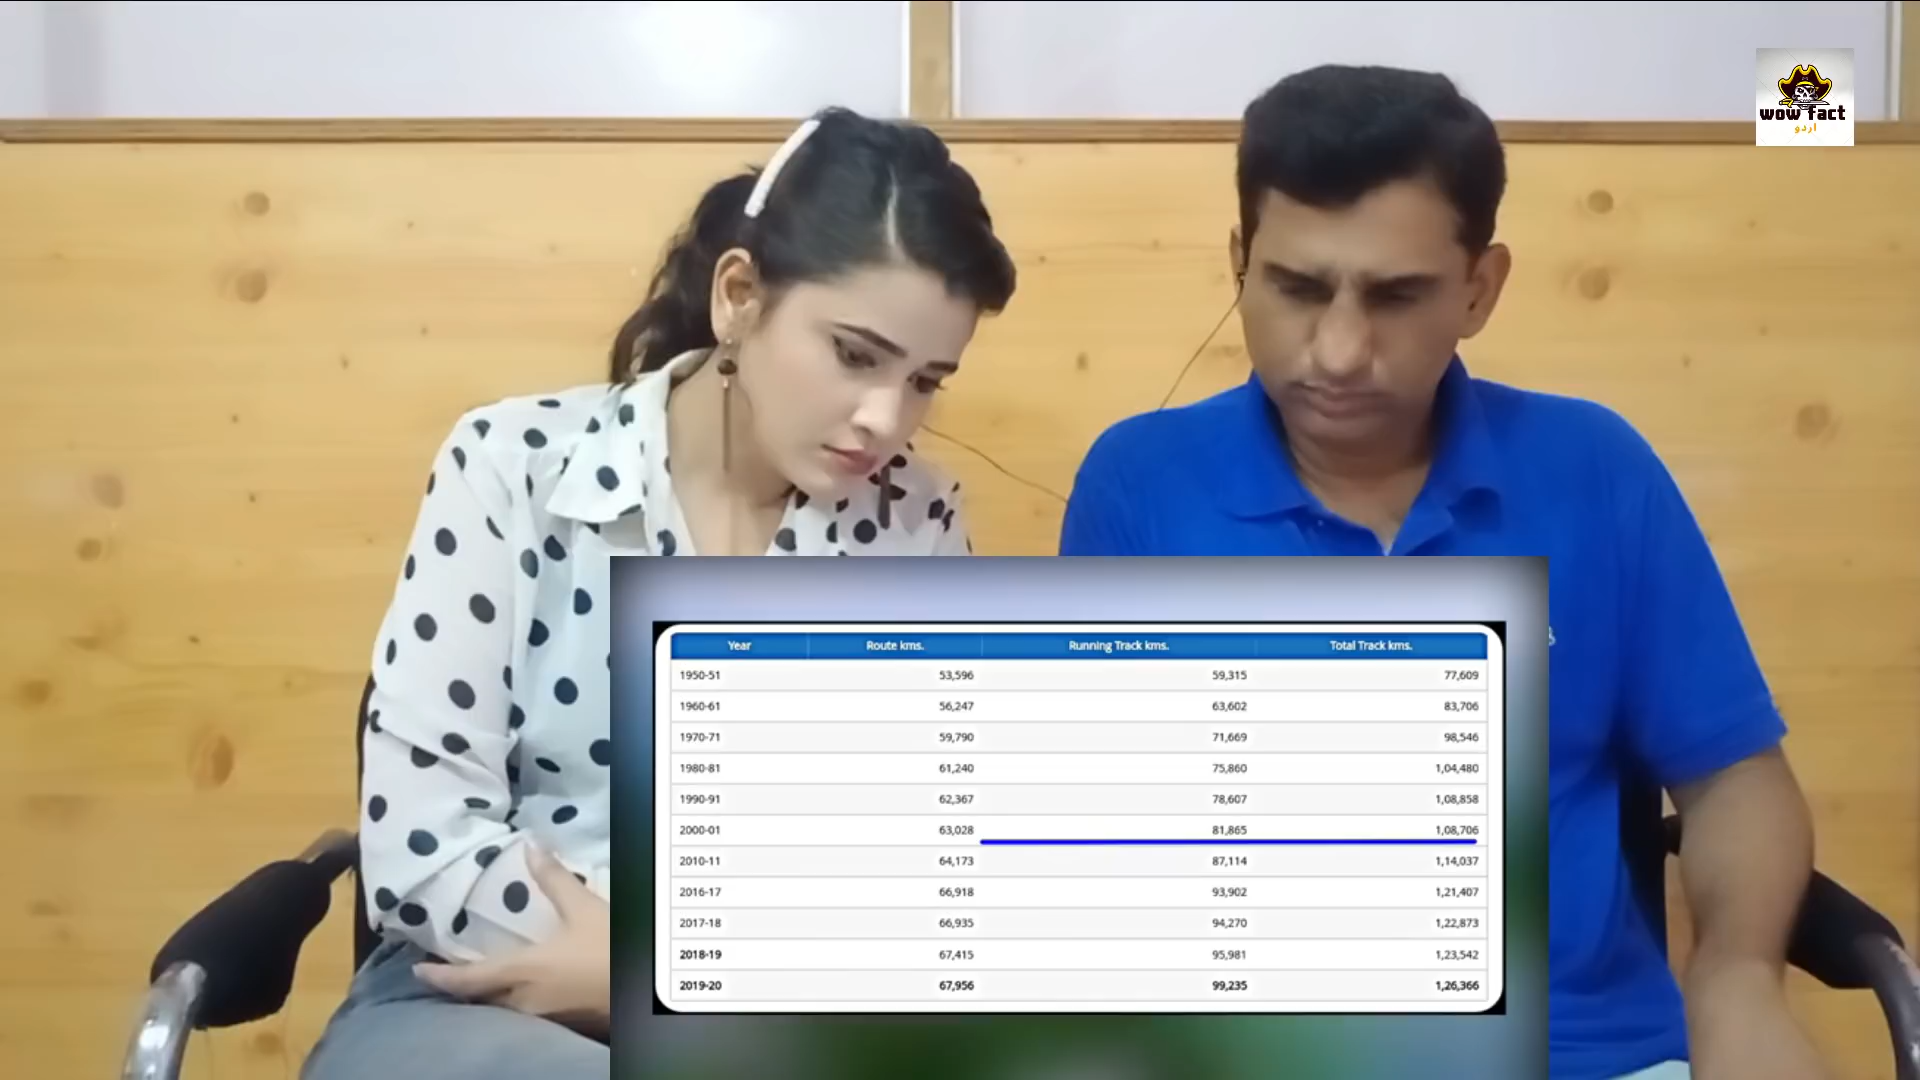 wow fact
اردو
Year Route kms. Running Track kms. Total Track kms.
1950-51 53,596 59,315 77,609
1960-61 56,247 63,602 83,706
1970-71 59,790 71,669 98,546
1980-81 61,240 75,860 1,04,480
1990-91 62,367 78,607 1,08,858
2000-01 63,028 81,865 1,08,706
2010-11 64,173 87,114 1,14,037
2016-17 66,918 93,902 1,21,407
2017-18 66,935 94,270 1,22,873
2018-19 67,415 95,981 1,23,542
2019-20 67,956 99,235 1,26,366